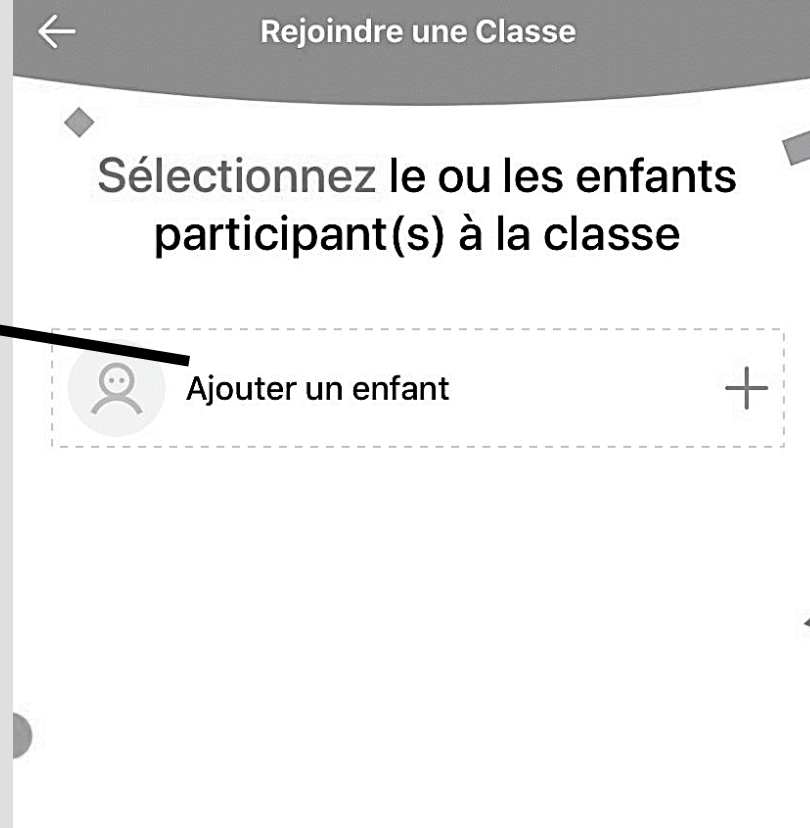 Rejoindre une Classe
Sélectionnez le ou les enfants
participant(s) à la classe
Ajouter un enfant